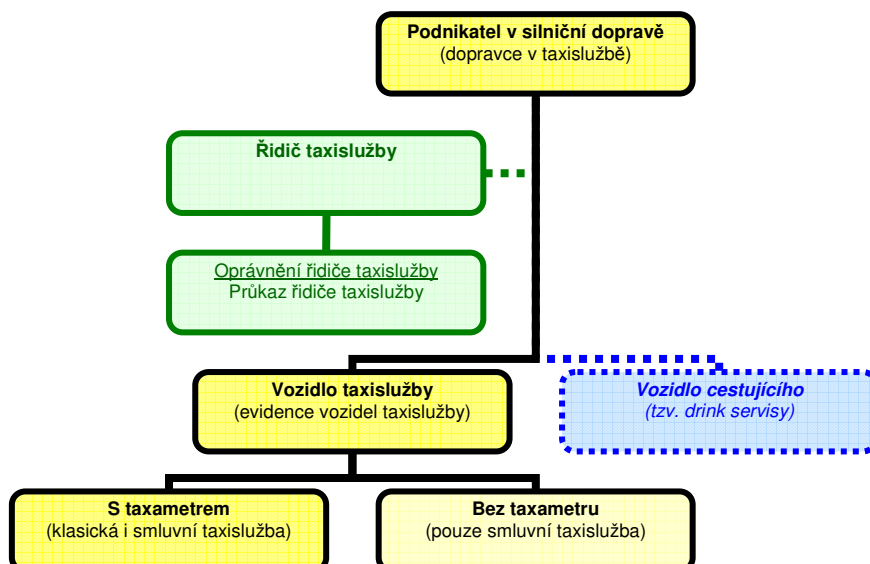 Podnikatel v silniční dopravě
(dopravce v taxislužbě)
Řidič taxislužby
Oprávnění řidiče taxislužby
Průkaz řidiče taxislužby
Vozidlo taxislužby
(evidence vozidel taxislužby)
Vozidlo cestujícího
(tzv. drink servisy)
S taxametrem
(klasická i smluvní taxislužba)
Bez taxametru
(pouze smluvní taxislužba)